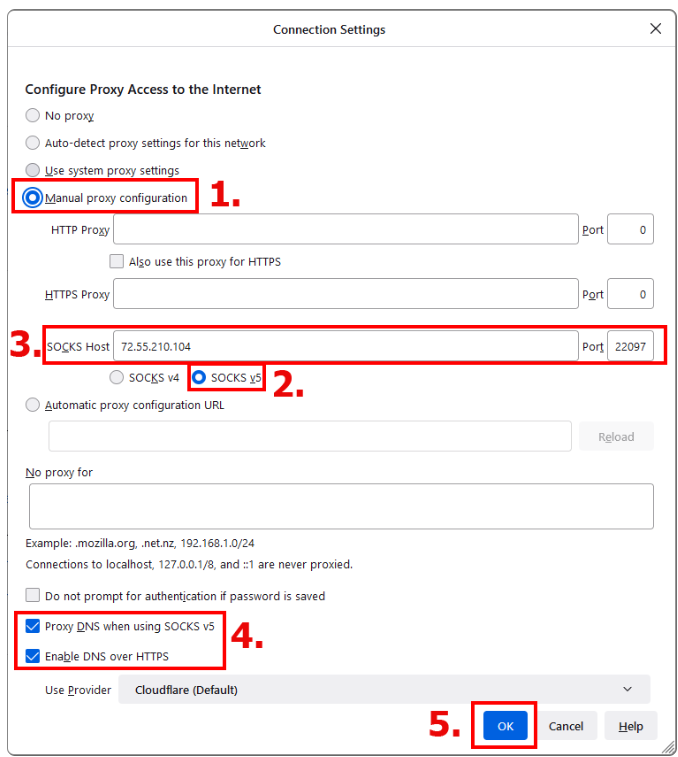 Connection Settings
Configure Proxy Access to the Internet
No proxy
Auto-detect proxy settings for this network
Use system proxy settings
Manual proxy configuration 1.
HTTP Proxy Port 0
Also use this proxy for HTTPS
HTTPS Proxy Port 0
3. SOCKS Host 72.55.210.104 Port 22097
SOCKS v4 SOCKS v5 2.
Automatic proxy configuration URL
Reload
No proxy for
Example: .mozilla.org, .net.nz, 192.168.1.0/24
Connections to localhost, 127.0.0.1/8, and ::1 are never proxied.
Do not prompt for authentication if password is saved
Proxy DNS when using SOCKS v5
4.
Enable DNS over HTTPS
Use Provider Cloudflare (Default)
5. OK Cancel Help